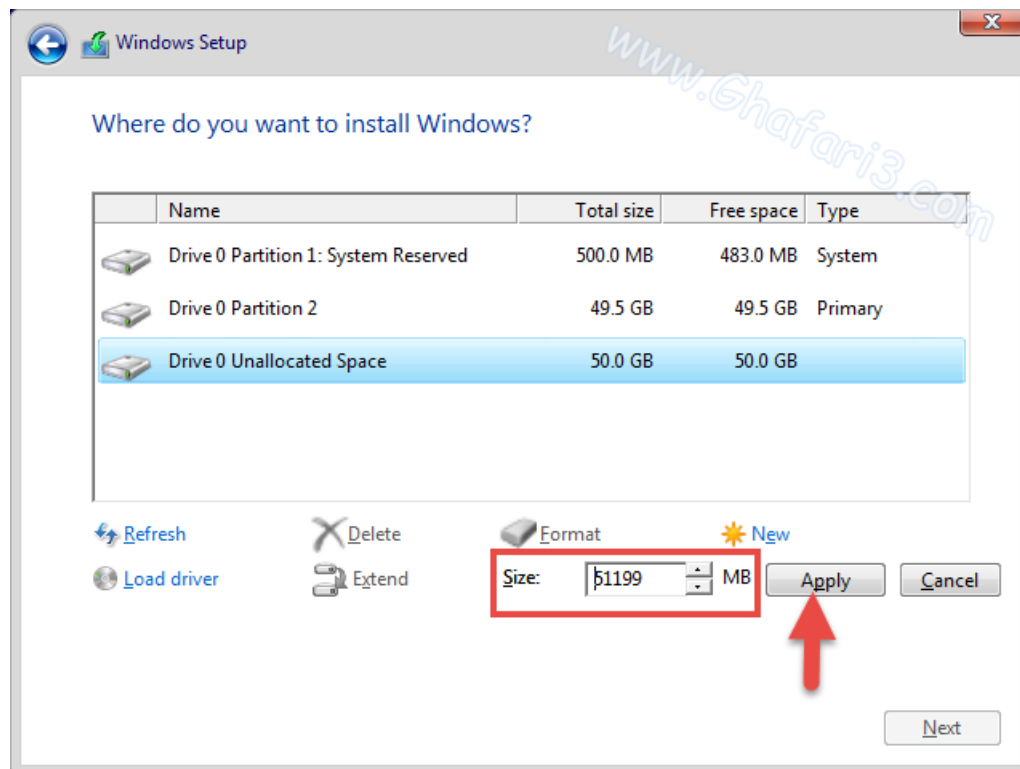 Windows Setup
www.Ghafari3.com
Where do you want to install Windows?
Name Total size Free space Type
Drive 0 Partition 1: System Reserved 500.0 MB 483.0 MB System
Drive 0 Partition 2 49.5 GB 49.5 GB Primary
Drive 0 Unallocated Space 50.0 GB 50.0 GB
Refresh Delete Format New
Load driver Extend Size: 51199 MB Apply Cancel
Next